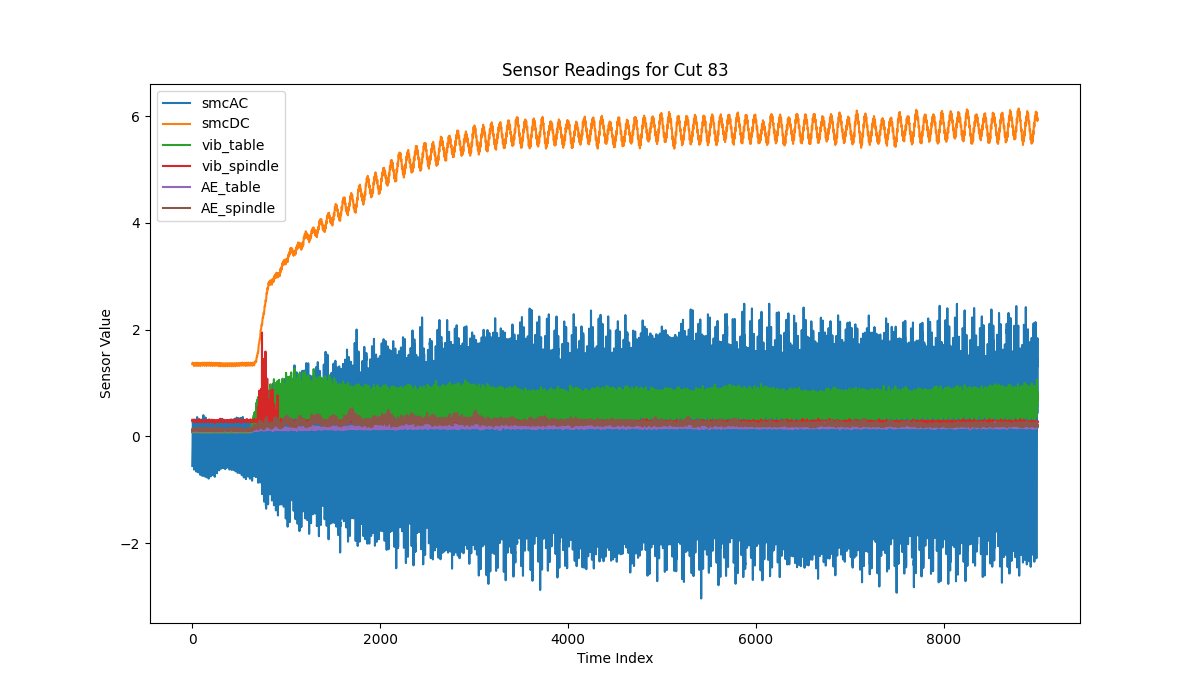 Sensor Readings for Cut 83
smcAC
smcDC
vib_table
vib_spindle
AE_table
AE_spindle
6
4
2
0
−2
Sensor Value
0 2000 4000 6000 8000
Time Index